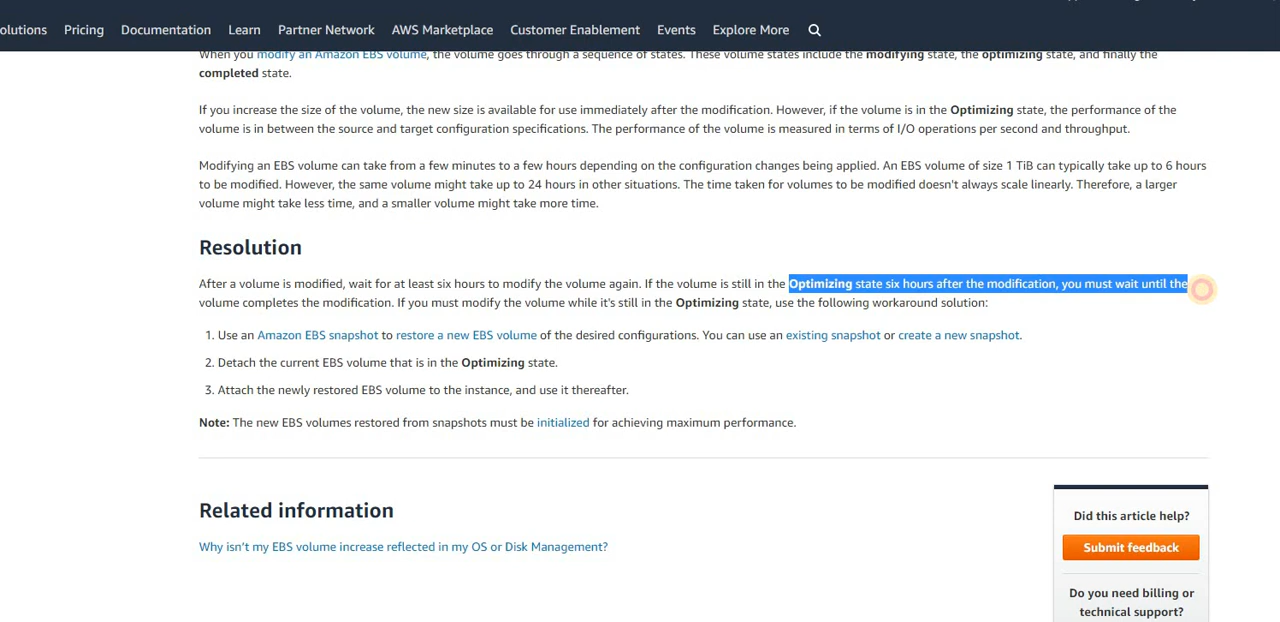 olutions Pricing Documentation Learn Partner Network AWS Marketplace Customer Enablement Events Explore More
When you modify an Amazon EBS volume, the volume goes through a sequence of states. These volume states include the modifying state, the optimizing state, and finally the
completed state.
If you increase the size of the volume, the new size is available for use immediately after the modification. However, if the volume is in the Optimizing state, the performance of the
volume is in between the source and target configuration specifications. The performance of the volume is measured in terms of I/O operations per second and throughput.
Modifying an EBS volume can take from a few minutes to a few hours depending on the configuration changes being applied. An EBS volume of size 1 TiB can typically take up to 6 hours
to be modified. However, the same volume might take up to 24 hours in other situations. The time taken for volumes to be modified doesn't always scale linearly. Therefore, a larger
volume might take less time, and a smaller volume might take more time.
Resolution
After a volume is modified, wait for at least six hours to modify the volume again. If the volume is still in the Optimizing state six hours after the modification, you must wait until the
volume completes the modification. If you must modify the volume while it's still in the Optimizing state, use the following workaround solution:
1. Use an Amazon EBS snapshot to restore a new EBS volume of the desired configurations. You can use an existing snapshot or create a new snapshot.
2. Detach the current EBS volume that is in the Optimizing state.
3. Attach the newly restored EBS volume to the instance, and use it thereafter.
Note: The new EBS volumes restored from snapshots must be initialized for achieving maximum performance.
Related information
Why isn’t my EBS volume increase reflected in my OS or Disk Management?
Did this article help?
Submit feedback
Do you need billing or
technical support?